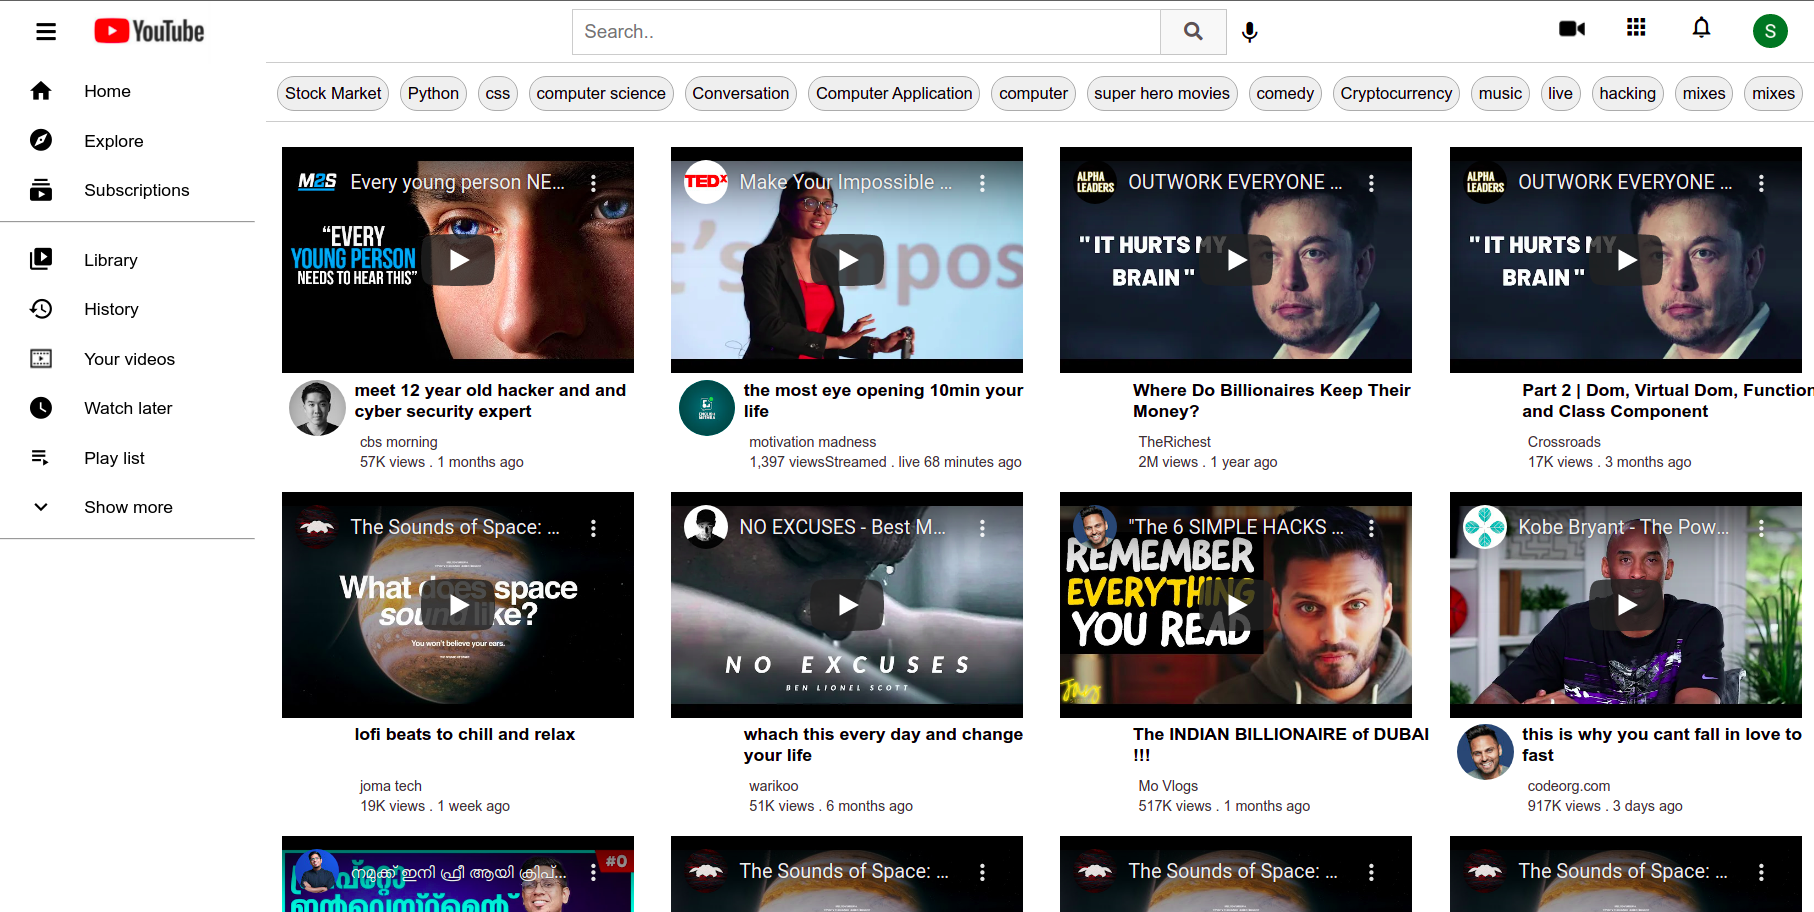 YouTube
Search..
S
Home
Explore
Subscriptions
Library
History
Your videos
Watch later
Play list
Show more
Stock Market
Python
css
computer science
Conversation
Computer Application
computer
super hero movies
comedy
Cryptocurrency
music
live
hacking
mixes
mixes
M2S
Every young person NE...
"EVERY
YOUNG PERSON
NEEDS TO HEAR THIS"
meet 12 year old hacker and and
cyber security expert
cbs morning
57K views . 1 months ago
TEDx
Make Your Impossible ...
the most eye opening 10min your
life
motivation madness
1,397 viewsStreamed . live 68 minutes ago
ALPHA
LEADERS
OUTWORK EVERYONE ...
" IT HURTS MY
BRAIN "
Where Do Billionaires Keep Their
Money?
TheRichest
2M views . 1 year ago
ALPHA
LEADERS
OUTWORK EVERYONE ...
" IT HURTS MY
BRAIN "
Part 2 | Dom, Virtual Dom, Function
and Class Component
Crossroads
17K views . 3 months ago
The Sounds of Space: ...
What does space
sound like?
You won't believe your ears.
lofi beats to chill and relax
joma tech
19K views . 1 week ago
NO EXCUSES - Best M...
NO EXCUSES
BEN LIONEL SCOTT
whach this every day and change
your life
warikoo
51K views . 6 months ago
"The 6 SIMPLE HACKS ...
REMEMBER
EVERYTHING
YOU READ
Jay
The INDIAN BILLIONAIRE of DUBAI
!!!
Mo Vlogs
517K views . 1 months ago
Kobe Bryant - The Pow...
this is why you cant fall in love to
fast
codeorg.com
917K views . 3 days ago
നമുക്ക് ഇനി ഫ്രീ ആയി ക്രിപ്...
#0
ക്രിപ്റ്റോ
ഇൻവെസ്റ്റ്മെന്റ്
The Sounds of Space: ...
The Sounds of Space: ...
The Sounds of Space: ...